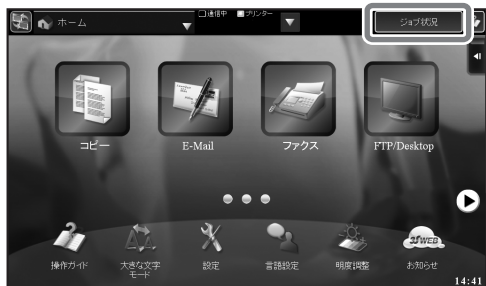 ホーム
通信中 プリンター
ジョブ状況
コピー
E-Mail
ファクス
FTP/Desktop
操作ガイド
大きな文字
モード
設定
言語設定
明度調整
お知らせ
14:41